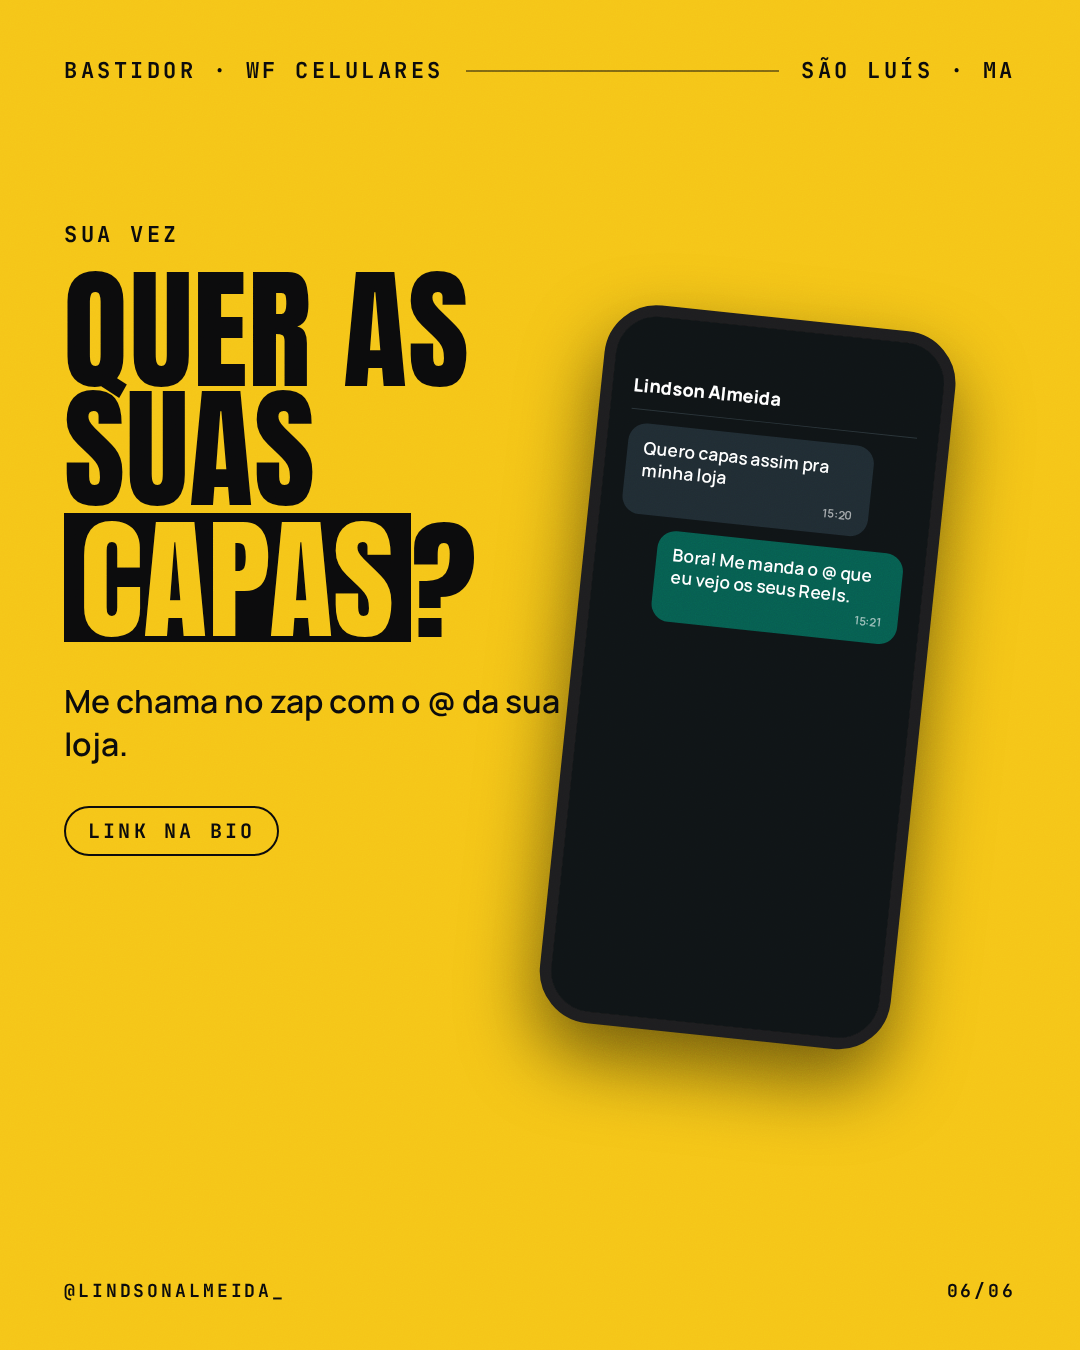 BASTIDOR · WF CELULARES
SÃO LUÍS · MA
SUA VEZ
QUER AS
SUAS
CAPAS?
Me chama no zap com o @ da sua
loja.
LINK NA BIO
Lindson Almeida
Quero capas assim pra
minha loja
15:20
Bora! Me manda o @ que
eu vejo os seus Reels.
15:21
@LINDSONALMEIDA_
06/06